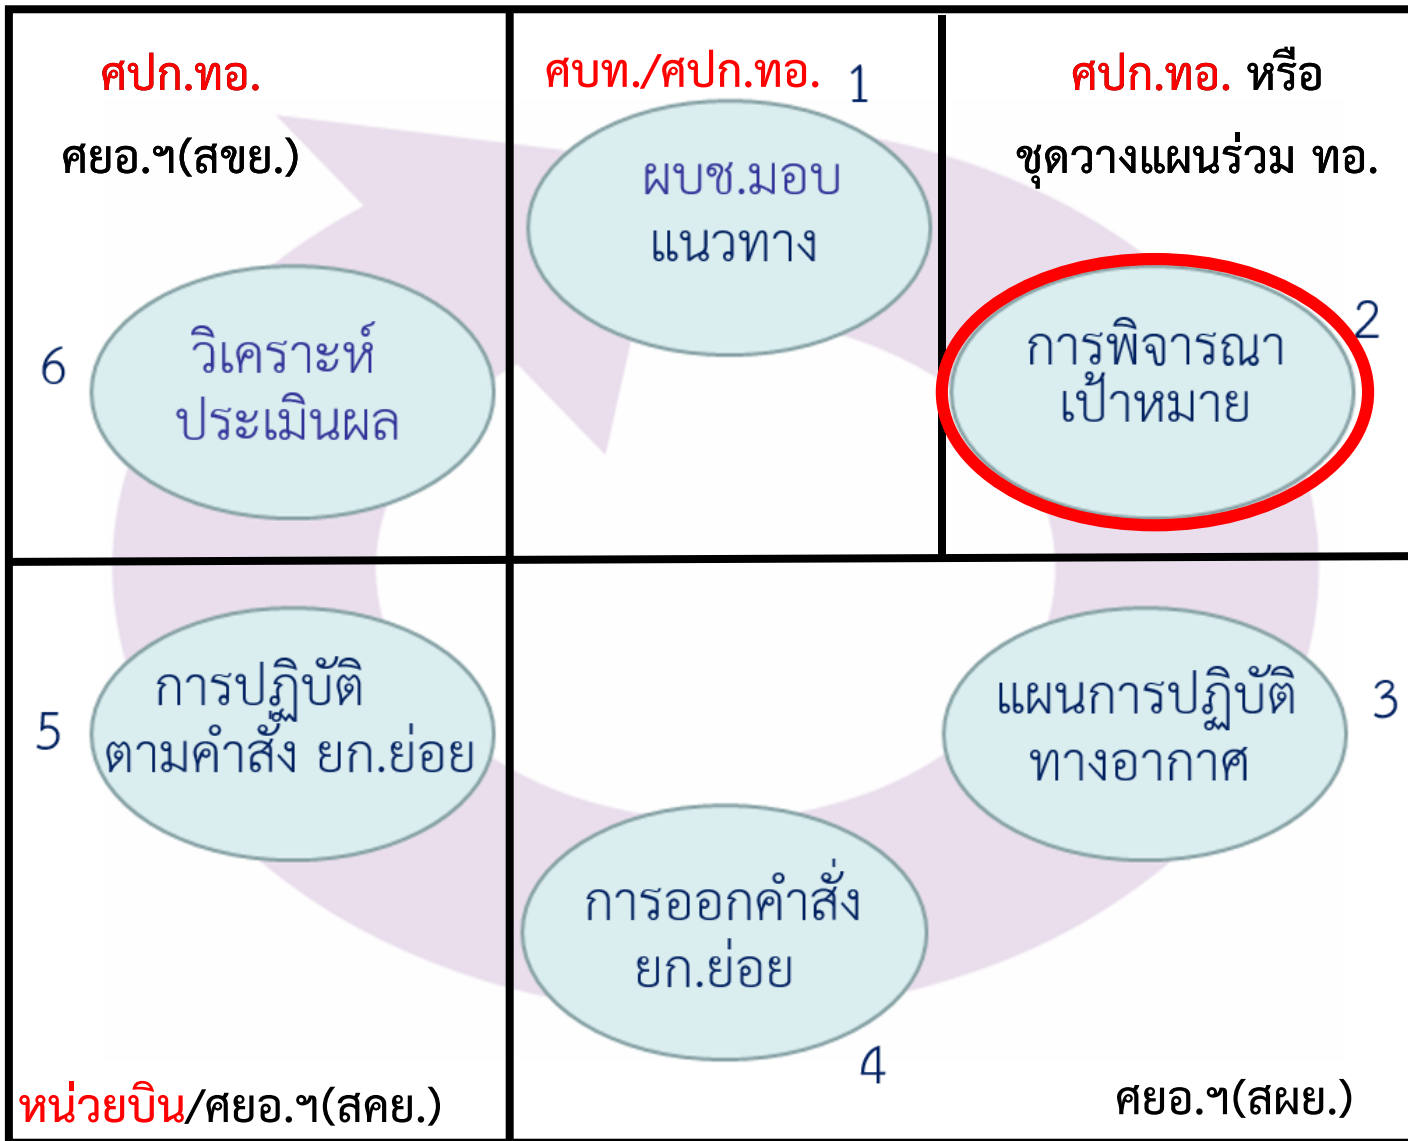 ศปก.ทอ.
ศยอ.ฯ(สขย.)
ศบท./ศปก.ทอ.
1
ผบช.มอบ
แนวทาง
ศปก.ทอ. หรือ
ชุดวางแผนร่วม ทอ.
2
การพิจารณา
เป้าหมาย
6
วิเคราะห์
ประเมินผล
5
การปฏิบัติ
ตามคำสั่ง ยก.ย่อย
แผนการปฏิบัติ
ทางอากาศ
3
การออกคำสั่ง
ยก.ย่อย
4
หน่วยบิน/ศยอ.ฯ(สคย.)
ศยอ.ฯ(สผย.)